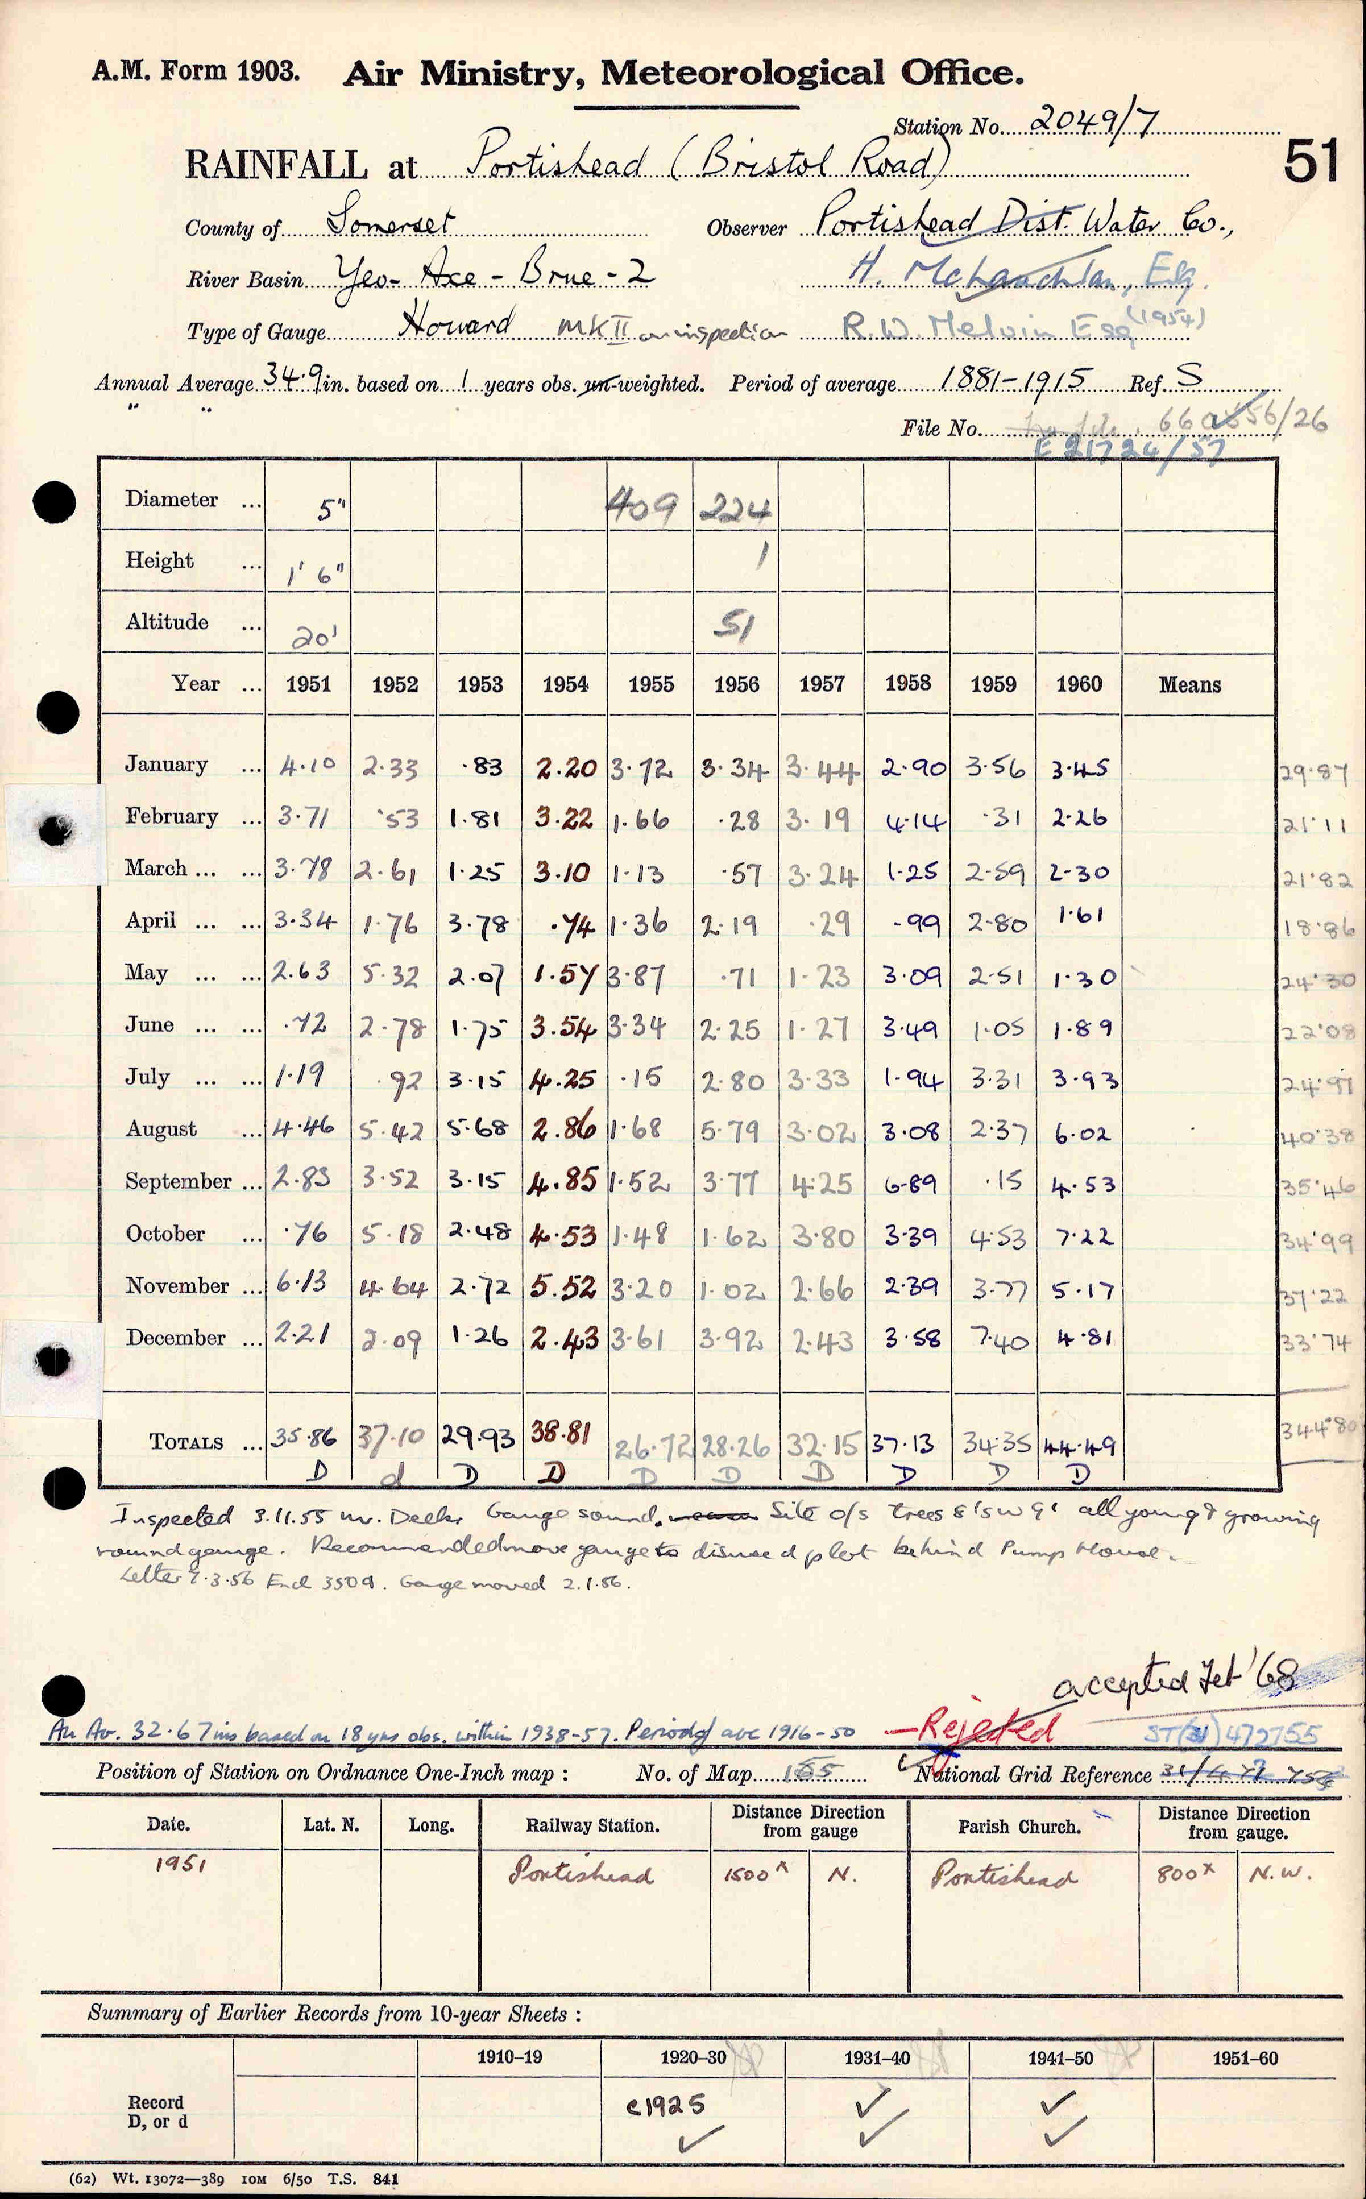 A.M. Form 1903. Air Ministry, Meteorological Office.
Station No. 2049/7
51
RAINFALL at Portishead (Bristol Road)
County of Somerset Observer Portishead Dist. Water Co.,
River Basin Yeo - Axe - Brue - 2 H. McLauchlan, Esq.
Type of Gauge Howard MK II on inspection R.W. Melvin Esq (1954)
Annual Average 34.9 in. based on 1 years obs. un-weighted. Period of average 1881-1915 Ref. S
" "
File No. 66 56/26
E 21724/57
Diameter ... 5" 409 224
Height ... 1' 6" 1
Altitude ... 20' 51
Year ... 1951 1952 1953 1954 1955 1956 1957 1958 1959 1960 Means
January ... 4.10 2.33 .83 2.20 3.72 3.34 3.44 2.90 3.56 3.45 29.87
February ... 3.71 .53 1.81 3.22 1.66 .28 3.19 4.14 .31 2.26 21.11
March ... ... 3.78 2.61 1.25 3.10 1.13 .57 3.24 1.25 2.59 2.30 21.82
April ... ... 3.34 1.76 3.78 .74 1.36 2.19 .29 .99 2.80 1.61 18.86
May ... ... 2.63 5.32 2.07 1.57 3.87 .71 1.23 3.09 2.51 1.30 24.30
June ... ... .72 2.78 1.75 3.54 3.34 2.25 1.27 3.49 1.05 1.89 22.08
July ... ... 1.19 .92 3.15 4.25 .15 2.80 3.33 1.94 3.31 3.93 24.97
August ... 4.46 5.42 5.68 2.86 1.68 5.79 3.02 3.08 2.37 6.02 40.38
September ... 2.83 3.52 3.15 4.85 1.52 3.77 4.25 6.89 .15 4.53 35.46
October ... .76 5.18 2.48 4.53 1.48 1.62 3.80 3.39 4.53 7.22 34.99
November ... 6.13 4.64 2.72 5.52 3.20 1.02 2.66 2.39 3.77 5.17 37.22
December ... 2.21 2.09 1.26 2.43 3.61 3.92 2.43 3.58 7.40 4.81 33.74
TOTALS ... 35.86 37.10 29.93 38.81 26.72 28.26 32.15 37.13 34.35 44.49 344.80
D d D D D D D D D D
Inspected 3.11.55 Mr. Gauge sound. Site o/s trees 8' SW 9' all young & growing
round gauge. Recommended move gauge to disused plot behind Pump House.
Letter 2.3.56 Encl 3509. Gauge moved 2.1.56.
accepted Feb '68
An Av. 32.67 ins based on 18 yrs obs. within 1938-57. Period of ave 1916-50 Rejected ST(31)472755
Position of Station on Ordnance One-Inch map : No. of Map 155 National Grid Reference 31/
Date. Lat. N. Long. Railway Station. Distance Direction from gauge Parish Church. Distance Direction from gauge.
1951 Portishead 1500x N. Portishead 800x N.W.
Summary of Earlier Records from 10-year Sheets :
1910–19 1920–30 1931–40 1941–50 1951–60
Record D, or d c1925 ✓ ✓ ✓ ✓ ✓
(62) Wt. 13072—389 IOM 6/50 T.S. 841